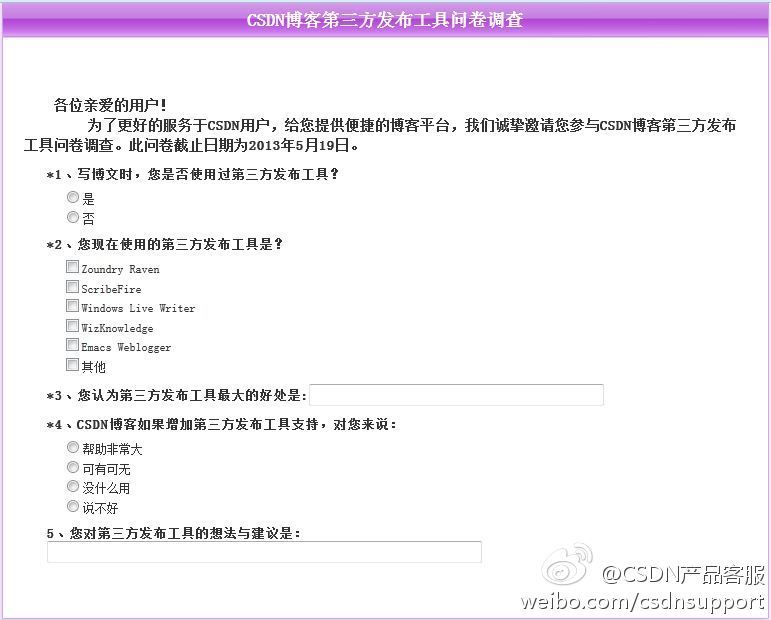 CSDN博客第三方发布工具问卷调查
各位亲爱的用户!
为了更好的服务于CSDN用户，给您提供便捷的博客平台，我们诚挚邀请您参与CSDN博客第三方发布
工具问卷调查。此问卷截止日期为2013年5月19日。
*1、写博文时，您是否使用过第三方发布工具？
是
否
*2、您现在使用的第三方发布工具是？
Zoundry Raven
ScribeFire
Windows Live Writer
WizKnowledge
Emacs Weblogger
其他
*3、您认为第三方发布工具最大的好处是:
*4、CSDN博客如果增加第三方发布工具支持，对您来说：
帮助非常大
可有可无
没什么用
说不好
5、您对第三方发布工具的想法与建议是：
@CSDN产品客服
weibo.com/csdnsupport